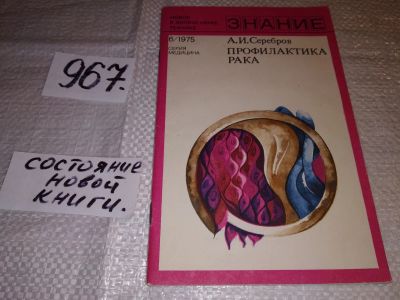 967.
состояние
новой
книги.
НОВОЕ
В ЖИЗНИ, НАУКЕ,
ТЕХНИКЕ
ЗНАНИЕ
6/1975
СЕРИЯ
МЕДИЦИНА
А.И.Серебров
ПРОФИЛАКТИКА
РАКА